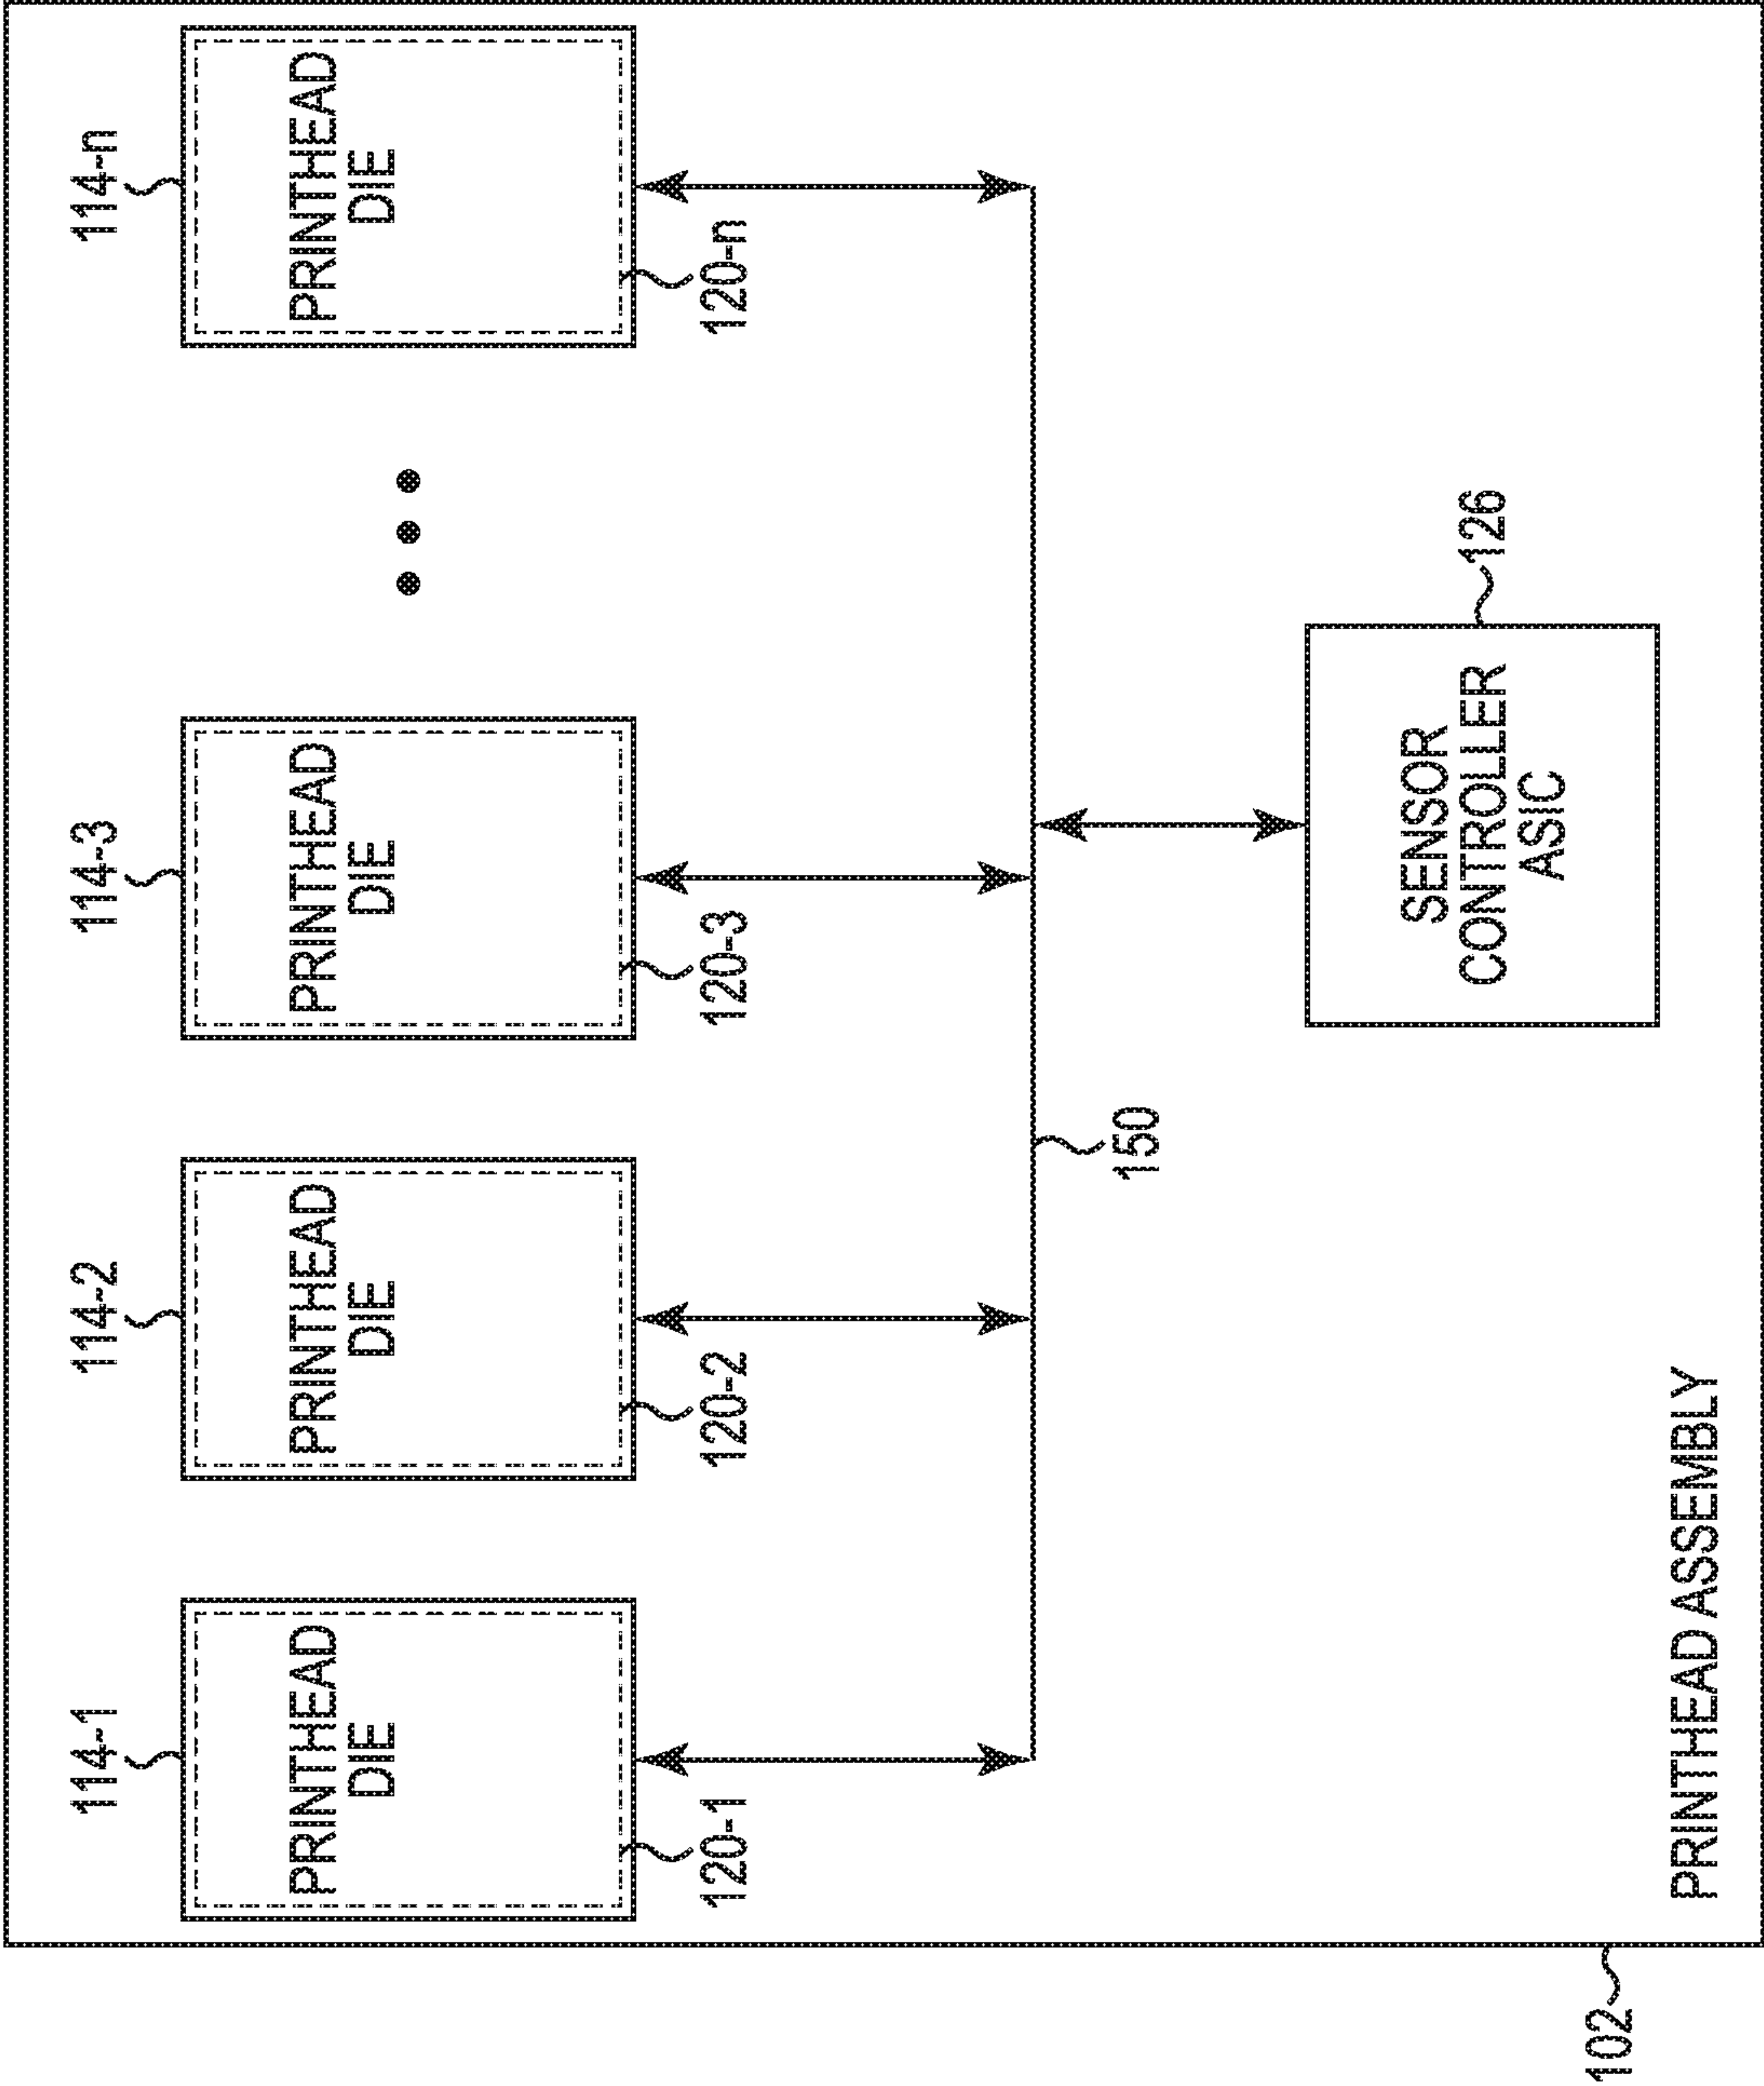 114-1
114-2
114-3
114-n
PRINTHEAD
DIE
PRINTHEAD
DIE
PRINTHEAD
DIE
PRINTHEAD
DIE
120-1
120-2
120-3
120-n
150
SENSOR
CONTROLLER
ASIC
126
PRINTHEAD ASSEMBLY
102